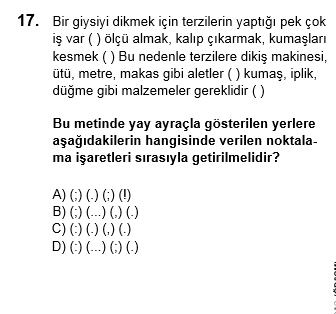 17. Bir giysiyi dikmek için terzilerin yaptığı pek çok
iş var ( ) ölçü almak, kalıp çıkarmak, kumaşları
kesmek ( ) Bu nedenle terzilere dikiş makinesi,
ütü, metre, makas gibi aletler ( ) kumaş, iplik,
düğme gibi malzemeler gereklidir ( )
Bu metinde yay ayraçla gösterilen yerlere
aşağıdakilerin hangisinde verilen noktala-
ma işaretleri sırasıyla getirilmelidir?
A) (;) (.) (;) (!)
B) (;) (...) (,) (.)
C) (:) (.) (,) (.)
D) (:) (...) (;) (.)